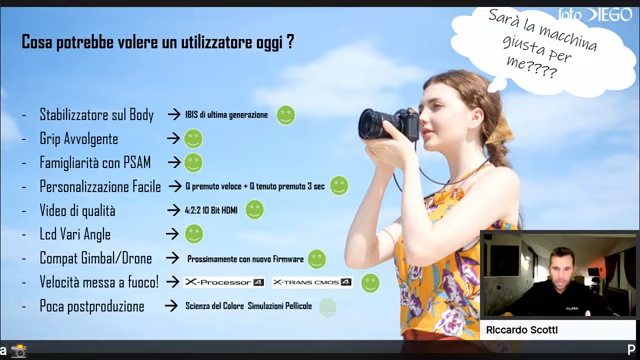 foto DIEGO
Cosa potrebbe volere un utilizzatore oggi ?
Sarà la macchina
giusta per
me????
- Stabilizzatore sul Body → IBIS di ultima generazione
- Grip Avvolgente →
- Famigliarità con PSAM →
- Personalizzazione Facile → Q premuto veloce + Q tenuto premuto 3 sec
- Video di qualità → 4:2:2 10 Bit HDMI
- Lcd Vari Angle →
- Compat Gimbal/Drone → Prossimamente con nuovo Firmware
- Velocità messa a fuoco! → X-Processor 4 X-TRANS CMOS 4
- Poca postproduzione → Scienza del Colore Simulazioni Pellicole
Riccardo Scotti
a
P